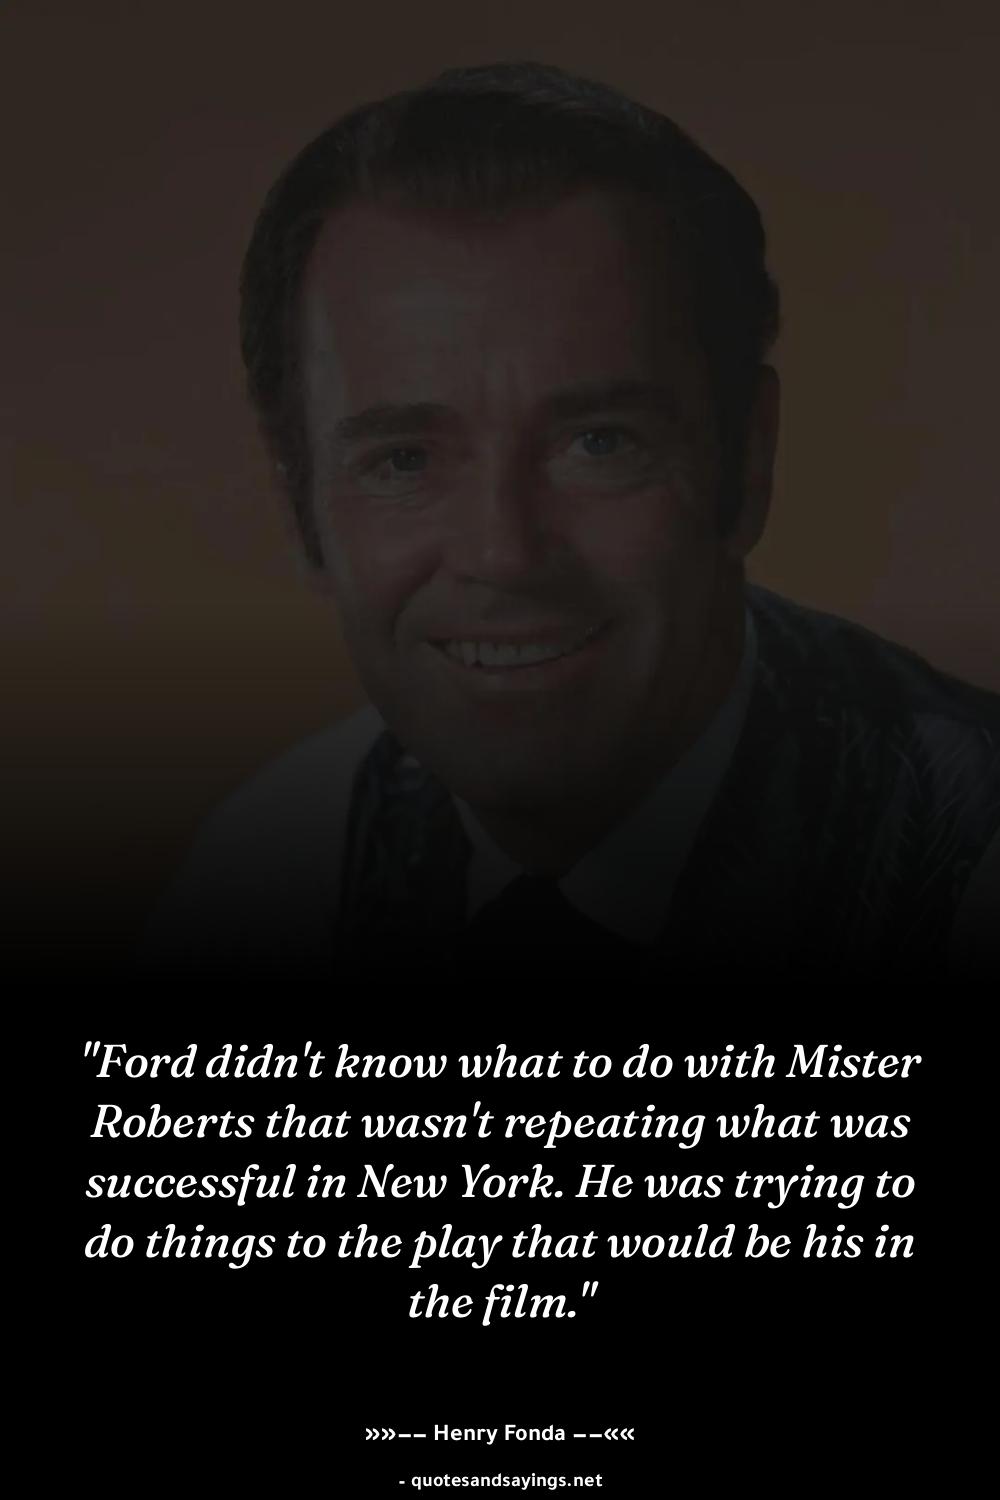 "Ford didn't know what to do with Mister
Roberts that wasn't repeating what was
successful in New York. He was trying to
do things to the play that would be his in
the film."
»»−− Henry Fonda −−««
- quotesandsayings.net